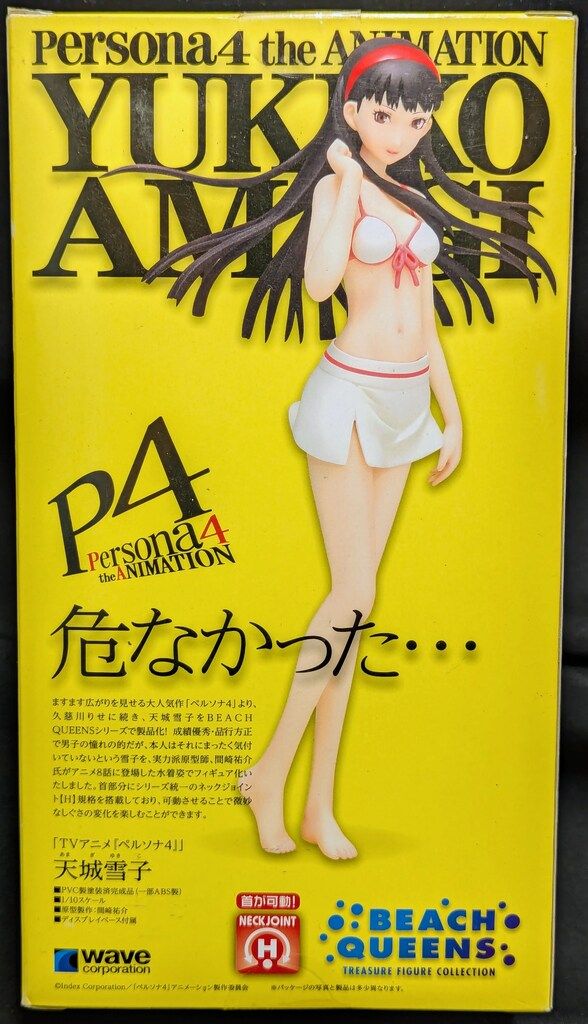 Persona4 the ANIMATION
YUKIKO
AMAGI
P4
Persona4
the ANIMATION
危なかった…
ますます広がりを見せる大人気作「ペルソナ4」より、
久慈川りせに続き、天城雪子をBEACH
QUEENSシリーズで製品化! 成績優秀・品行方正
で男子の憧れの的だが、本人はそれにまったく気付
いていないという雪子を、実力派原型師、間崎祐介
氏がアニメ8話に登場した水着姿でフィギュア化い
たしました。首部分にシリーズ統一のネックジョイン
ト【H】規格を搭載しており、可動させることで微妙
なしぐさの変化を楽しむことができます。
「TVアニメ『ペルソナ4』」
あまぎ ゆきこ
天城雪子
■PVC製塗装済完成品(一部ABS製)
■1/10スケール
■原型製作:間崎祐介
■ディスプレイベース付属
首が可動!
NECKJOINT
H
BEACH
QUEENS
TREASURE FIGURE COLLECTION
wave
corporation
©Index Corporation/「ペルソナ4」アニメーション製作委員会
※パッケージの写真と製品は多少異なります。